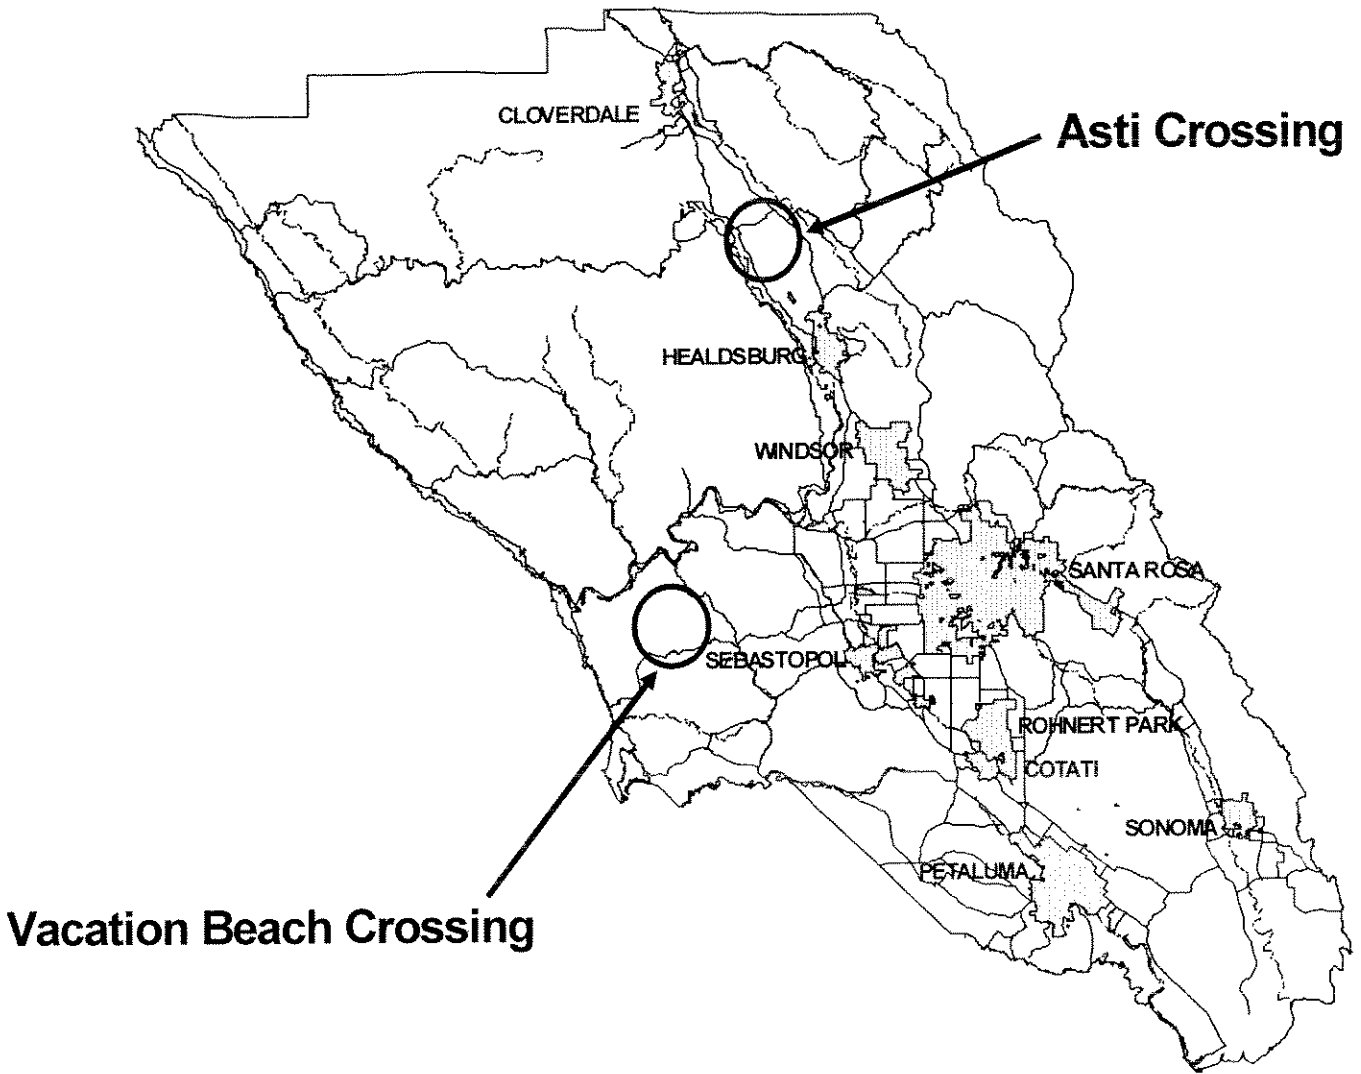 CLOVERDALE
Asti Crossing
HEALDSBURG
WINDSOR
SANTA ROSA
SEBASTOPOL
ROHNERT PARK
COTATI
SONOMA
PETALUMA
Vacation Beach Crossing